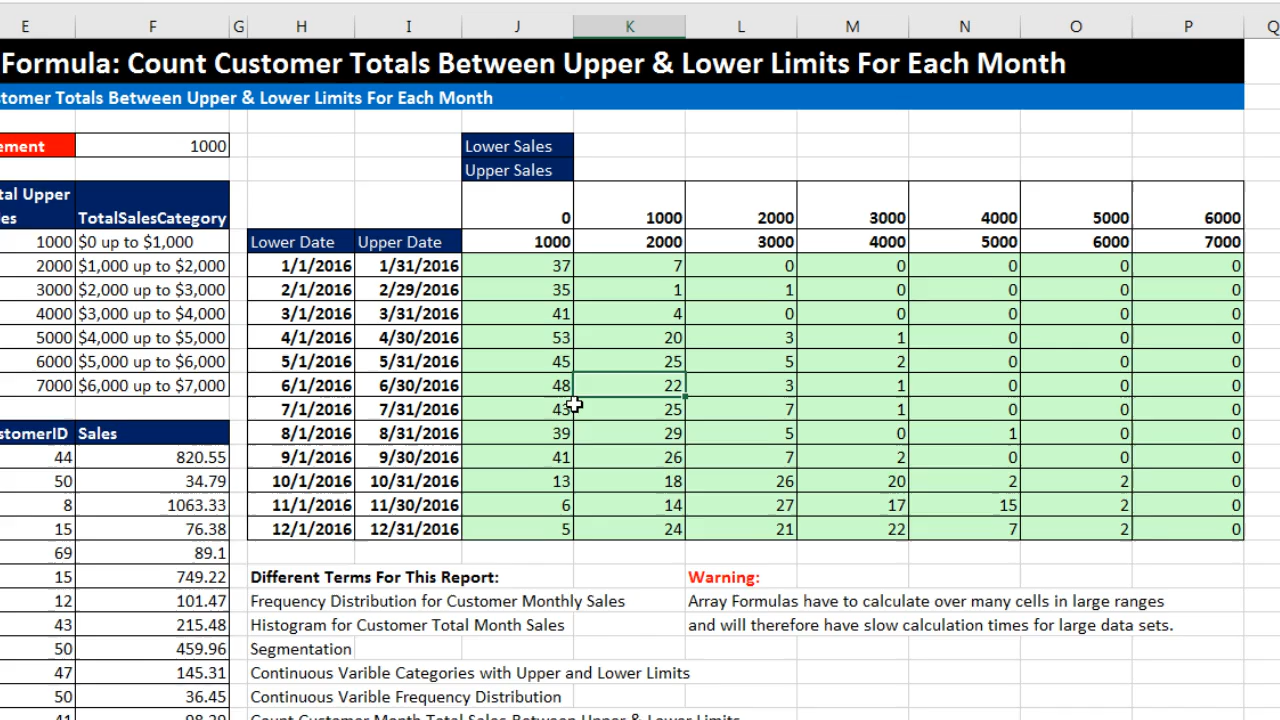 E F G H I J K L M N O P Q
Formula: Count Customer Totals Between Upper & Lower Limits For Each Month
stomer Totals Between Upper & Lower Limits For Each Month
ement 1000 Lower Sales
Upper Sales
tal Upper
les TotalSalesCategory 0 1000 2000 3000 4000 5000 6000
1000 $0 up to $1,000 Lower Date Upper Date 1000 2000 3000 4000 5000 6000 7000
2000 $1,000 up to $2,000 1/1/2016 1/31/2016 37 7 0 0 0 0 0
3000 $2,000 up to $3,000 2/1/2016 2/29/2016 35 1 1 0 0 0 0
4000 $3,000 up to $4,000 3/1/2016 3/31/2016 41 4 0 0 0 0 0
5000 $4,000 up to $5,000 4/1/2016 4/30/2016 53 20 3 1 0 0 0
6000 $5,000 up to $6,000 5/1/2016 5/31/2016 45 25 5 2 0 0 0
7000 $6,000 up to $7,000 6/1/2016 6/30/2016 48 22 3 1 0 0 0
7/1/2016 7/31/2016 43 25 7 1 0 0 0
stomerID Sales 8/1/2016 8/31/2016 39 29 5 0 1 0 0
44 820.55 9/1/2016 9/30/2016 41 26 7 2 0 0 0
50 34.79 10/1/2016 10/31/2016 13 18 26 20 2 2 0
8 1063.33 11/1/2016 11/30/2016 6 14 27 17 15 2 0
15 76.38 12/1/2016 12/31/2016 5 24 21 22 7 2 0
69 89.1
15 749.22 Different Terms For This Report: Warning:
12 101.47 Frequency Distribution for Customer Monthly Sales Array Formulas have to calculate over many cells in large ranges
43 215.48 Histogram for Customer Total Month Sales and will therefore have slow calculation times for large data sets.
50 459.96 Segmentation
47 145.31 Continuous Varible Categories with Upper and Lower Limits
50 36.45 Continuous Varible Frequency Distribution
41 98.29 Count Customer Month Total Sales Between Upper & Lower Limits